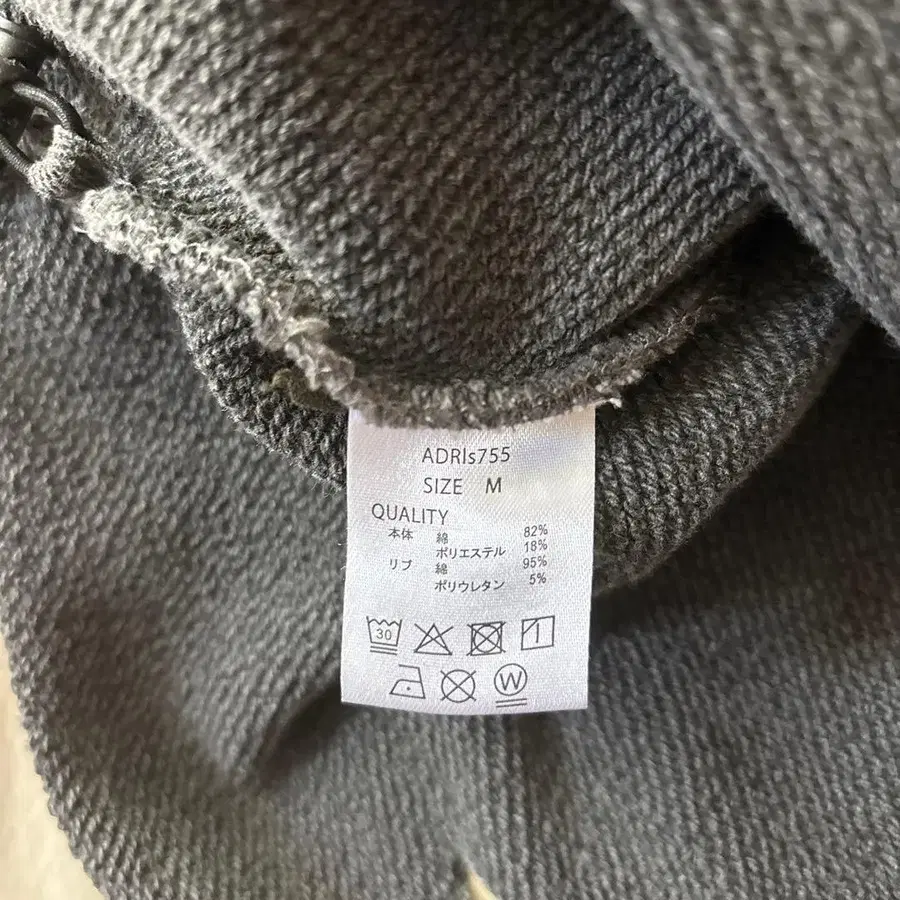 ADRIs755
SIZE M
QUALITY
本体 綿 82%
ポリエステル 18%
リブ 綿 95%
ポリウレタン 5%
30
W